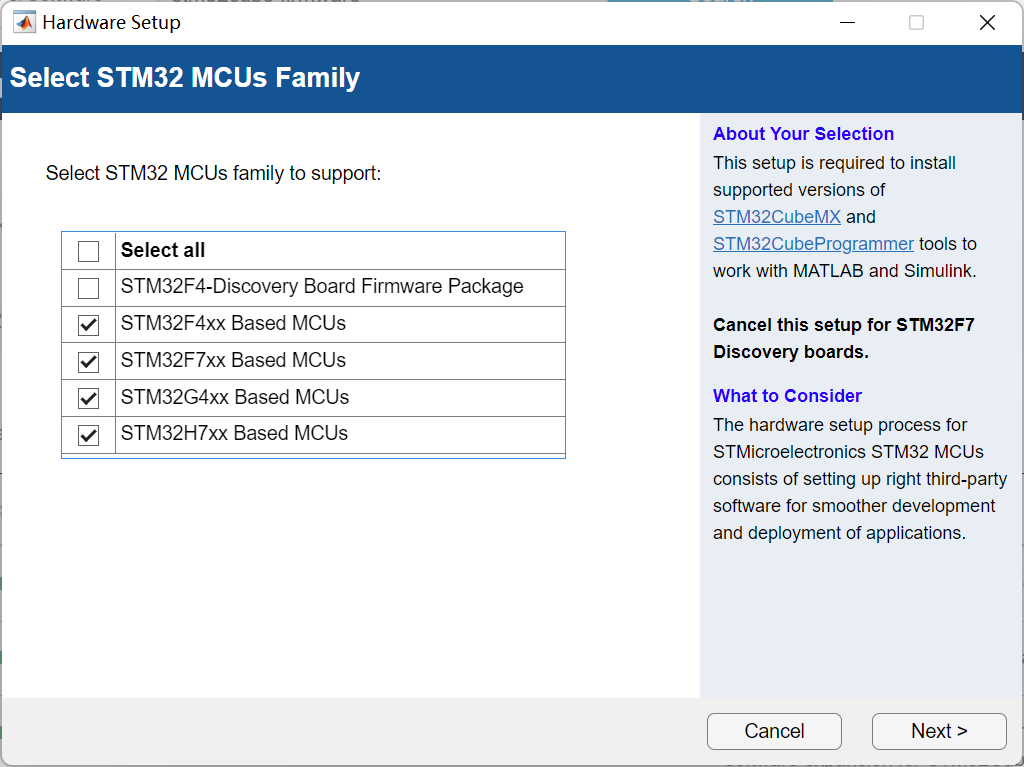 Hardware Setup
Select STM32 MCUs Family
Select STM32 MCUs family to support:
Select all
STM32F4-Discovery Board Firmware Package
STM32F4xx Based MCUs
STM32F7xx Based MCUs
STM32G4xx Based MCUs
STM32H7xx Based MCUs
About Your Selection
This setup is required to install
supported versions of
STM32CubeMX and
STM32CubeProgrammer tools to
work with MATLAB and Simulink.
Cancel this setup for STM32F7
Discovery boards.
What to Consider
The hardware setup process for
STMicroelectronics STM32 MCUs
consists of setting up right third-party
software for smoother development
and deployment of applications.
Cancel
Next >